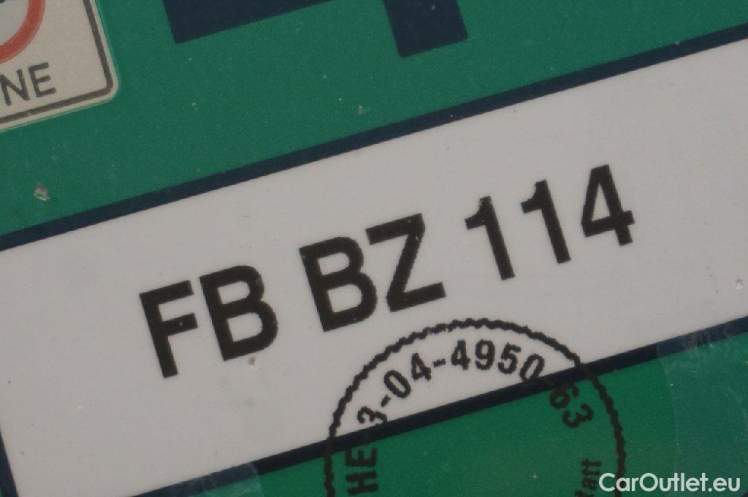 NE
FB BZ 114
HE-3-04-4950
63
CarOutlet.eu